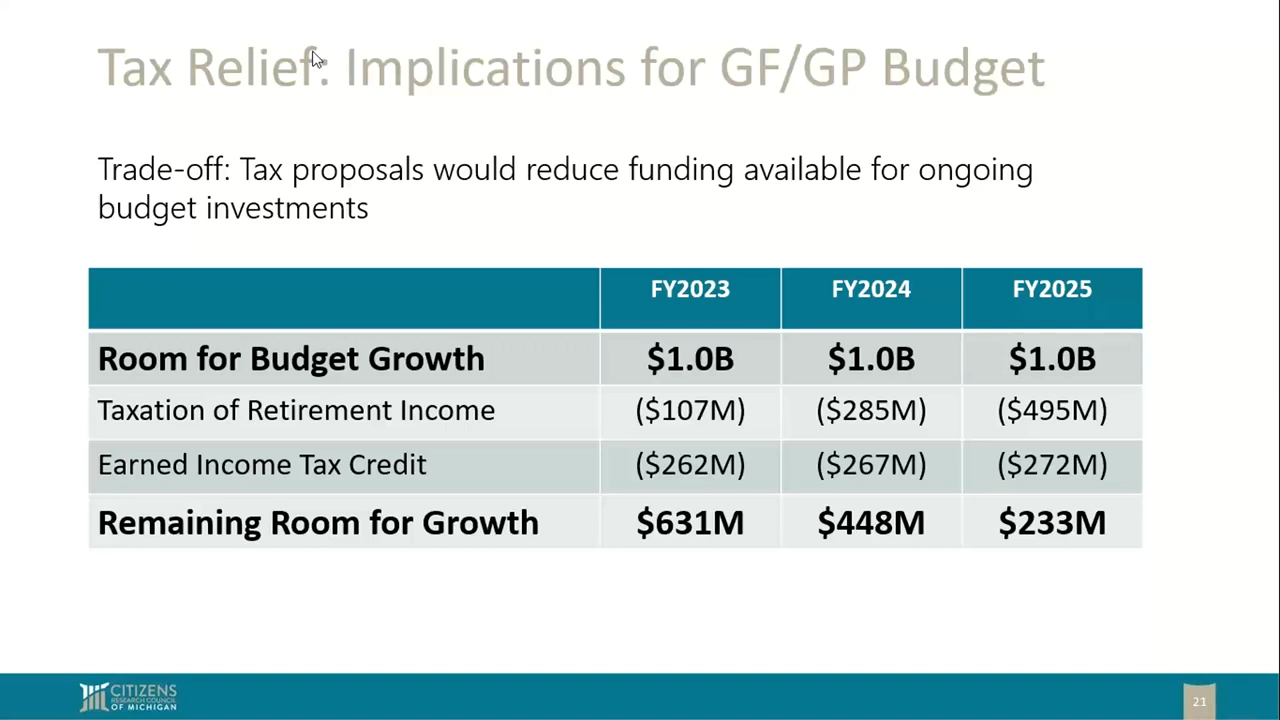 Tax Relief: Implications for GF/GP Budget
Trade-off: Tax proposals would reduce funding available for ongoing
budget investments
FY2023 FY2024 FY2025
Room for Budget Growth $1.0B $1.0B $1.0B
Taxation of Retirement Income ($107M) ($285M) ($495M)
Earned Income Tax Credit ($262M) ($267M) ($272M)
Remaining Room for Growth $631M $448M $233M
CITIZENS
RESEARCH COUNCIL
OF MICHIGAN
21